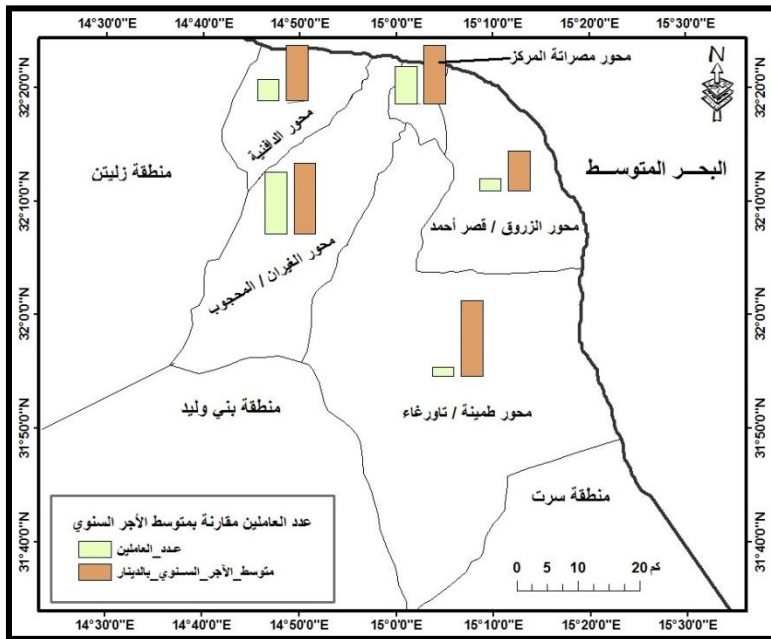 14°30'0"E 14°40'0"E 14°50'0"E 15°0'0"E 15°10'0"E 15°20'0"E 15°30'0"E
32°20'0"N
32°10'0"N
32°0'0"N
31°50'0"N
31°40'0"N
N
محور مصراتة المركز
محور الدافنية
منطقة زليتن
البحر المتوسط
محور الزروق / قصر أحمد
محور الغيران / المحجوب
محور طمينة / تاورغاء
منطقة بني وليد
منطقة سرت
عدد العاملين مقارنة بمتوسط الأجر السنوي
عدد_العاملين
متوسط_الآجر_السنوي_بالدينار
0 5 10 20 كم
32°20'0"N
32°10'0"N
32°0'0"N
31°50'0"N
31°40'0"N
14°30'0"E 14°40'0"E 14°50'0"E 15°0'0"E 15°10'0"E 15°20'0"E 15°30'0"E